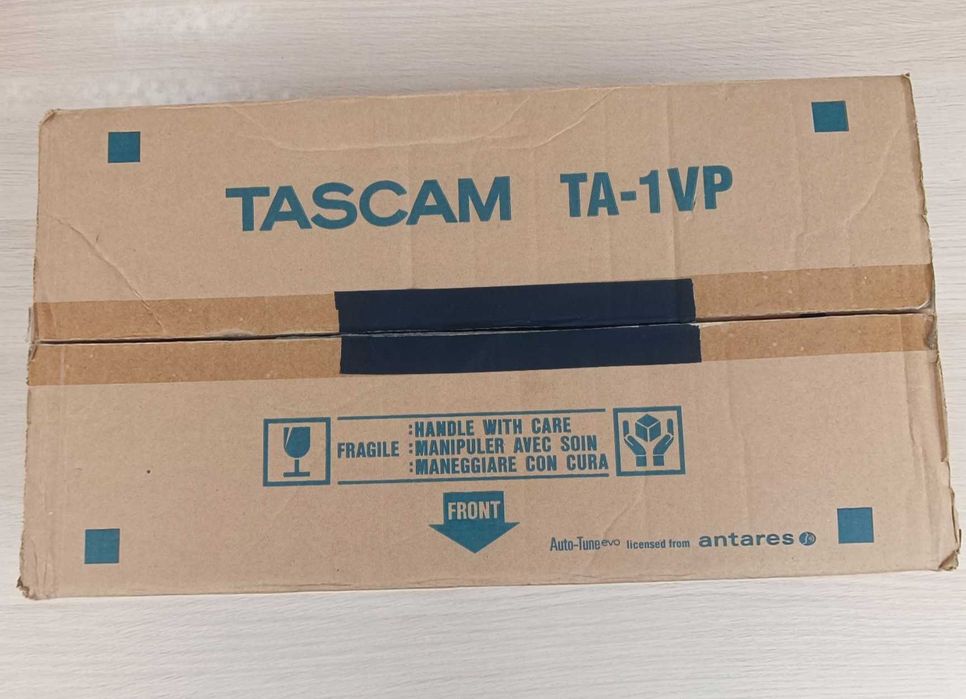 TASCAM TA-1VP
FRAGILE :HANDLE WITH CARE
:MANIPULER AVEC SOIN
:MANEGGIARE CON CURA
FRONT
Auto-Tune evo licensed from antares